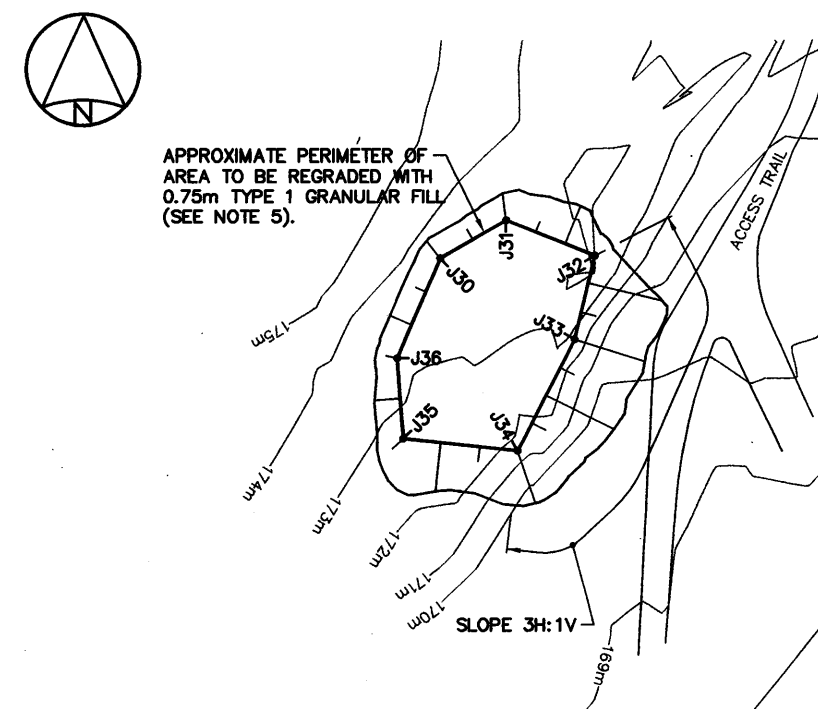 N
APPROXIMATE PERIMETER OF
AREA TO BE REGRADED WITH
0.75m TYPE 1 GRANULAR FILL
(SEE NOTE 5).
ACCESS TRAIL
J31
J32
J30
J33
J36
J35
J34
175m
174m
173m
172m
171m
170m
SLOPE 3H:1V
169m